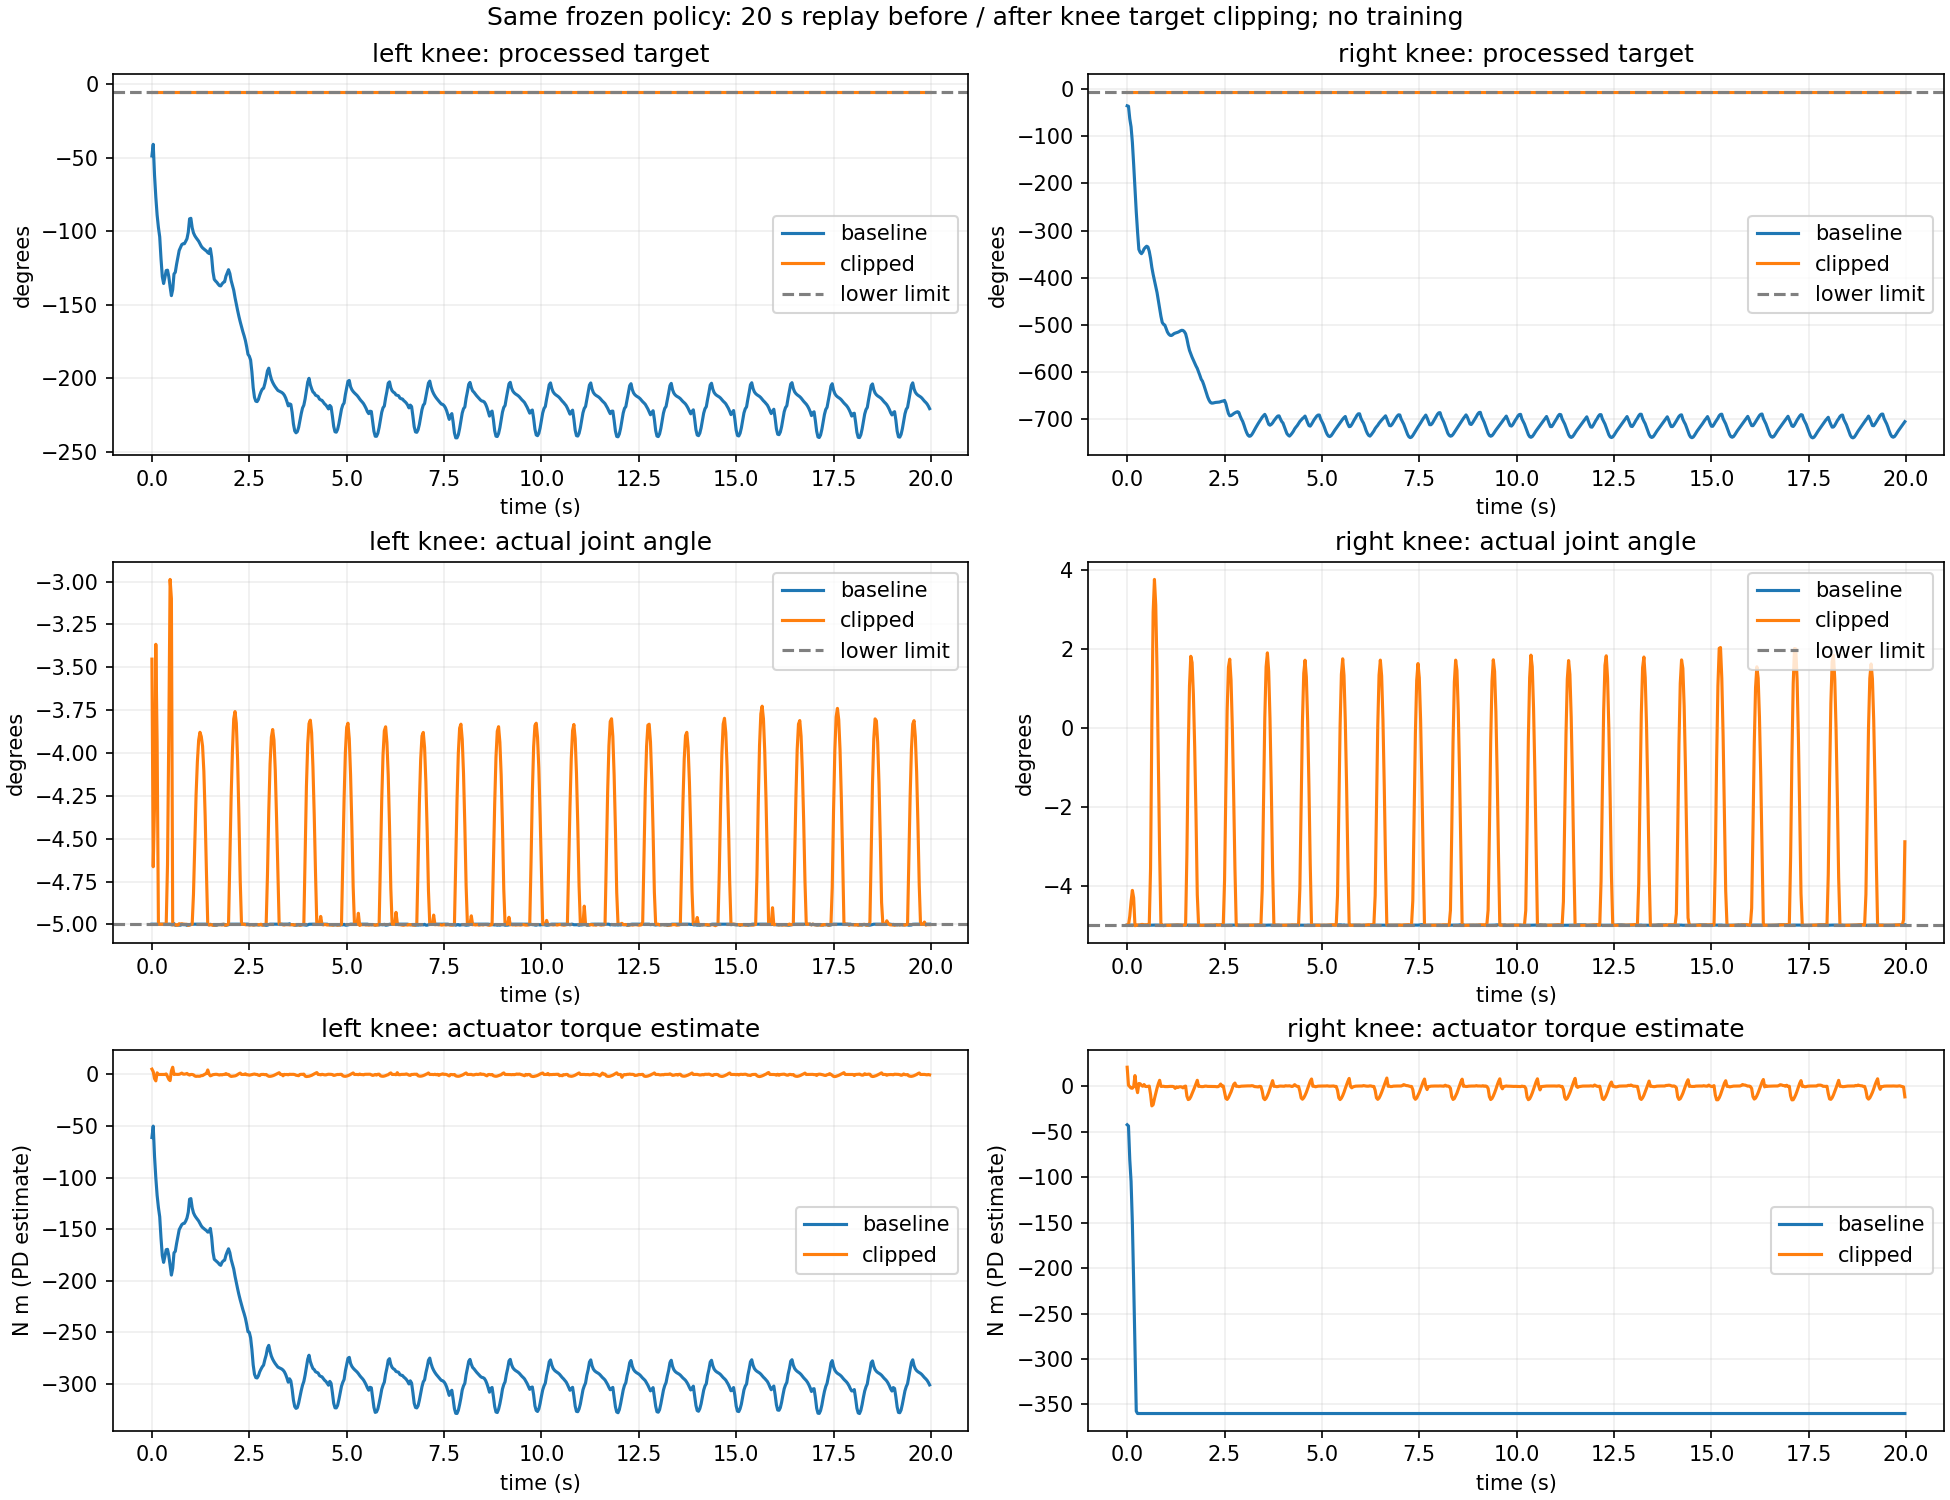 Same frozen policy: 20 s replay before / after knee target clipping; no training
left knee: processed target
degrees
0
−50
−100
−150
−200
−250
baseline
clipped
lower limit
0.0 2.5 5.0 7.5 10.0 12.5 15.0 17.5 20.0
time (s)
right knee: processed target
degrees
0
−100
−200
−300
−400
−500
−600
−700
baseline
clipped
lower limit
0.0 2.5 5.0 7.5 10.0 12.5 15.0 17.5 20.0
time (s)
left knee: actual joint angle
degrees
−3.00
−3.25
−3.50
−3.75
−4.00
−4.25
−4.50
−4.75
−5.00
baseline
clipped
lower limit
0.0 2.5 5.0 7.5 10.0 12.5 15.0 17.5 20.0
time (s)
right knee: actual joint angle
degrees
4
2
0
−2
−4
baseline
clipped
lower limit
0.0 2.5 5.0 7.5 10.0 12.5 15.0 17.5 20.0
time (s)
left knee: actuator torque estimate
N m (PD estimate)
0
−50
−100
−150
−200
−250
−300
baseline
clipped
0.0 2.5 5.0 7.5 10.0 12.5 15.0 17.5 20.0
time (s)
right knee: actuator torque estimate
N m (PD estimate)
0
−50
−100
−150
−200
−250
−300
−350
baseline
clipped
0.0 2.5 5.0 7.5 10.0 12.5 15.0 17.5 20.0
time (s)